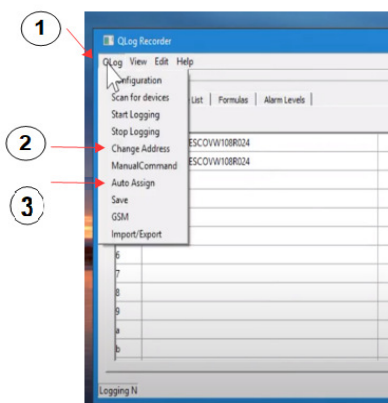 1
QLog Recorder
QLog View Edit Help
Configuration
Scan for devices
List Formulas Alarm Levels
Start Logging
Stop Logging
2
Change Address
ESCOVW108R024
ManualCommand
ESCOVW108R024
Auto Assign
3
Save
GSM
Import/Export
6
7
8
9
a
b
Logging N